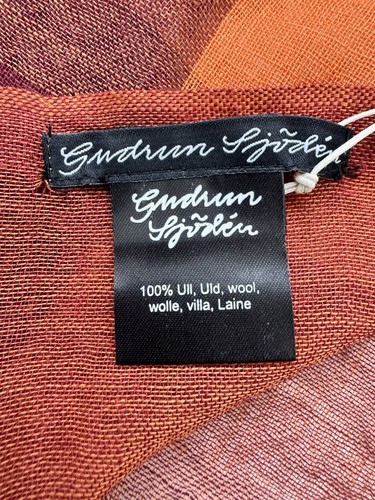 Gudrun Sjödén
Gudrun
Sjödén
100% Ull, Uld, wool,
wolle, villa, Laine